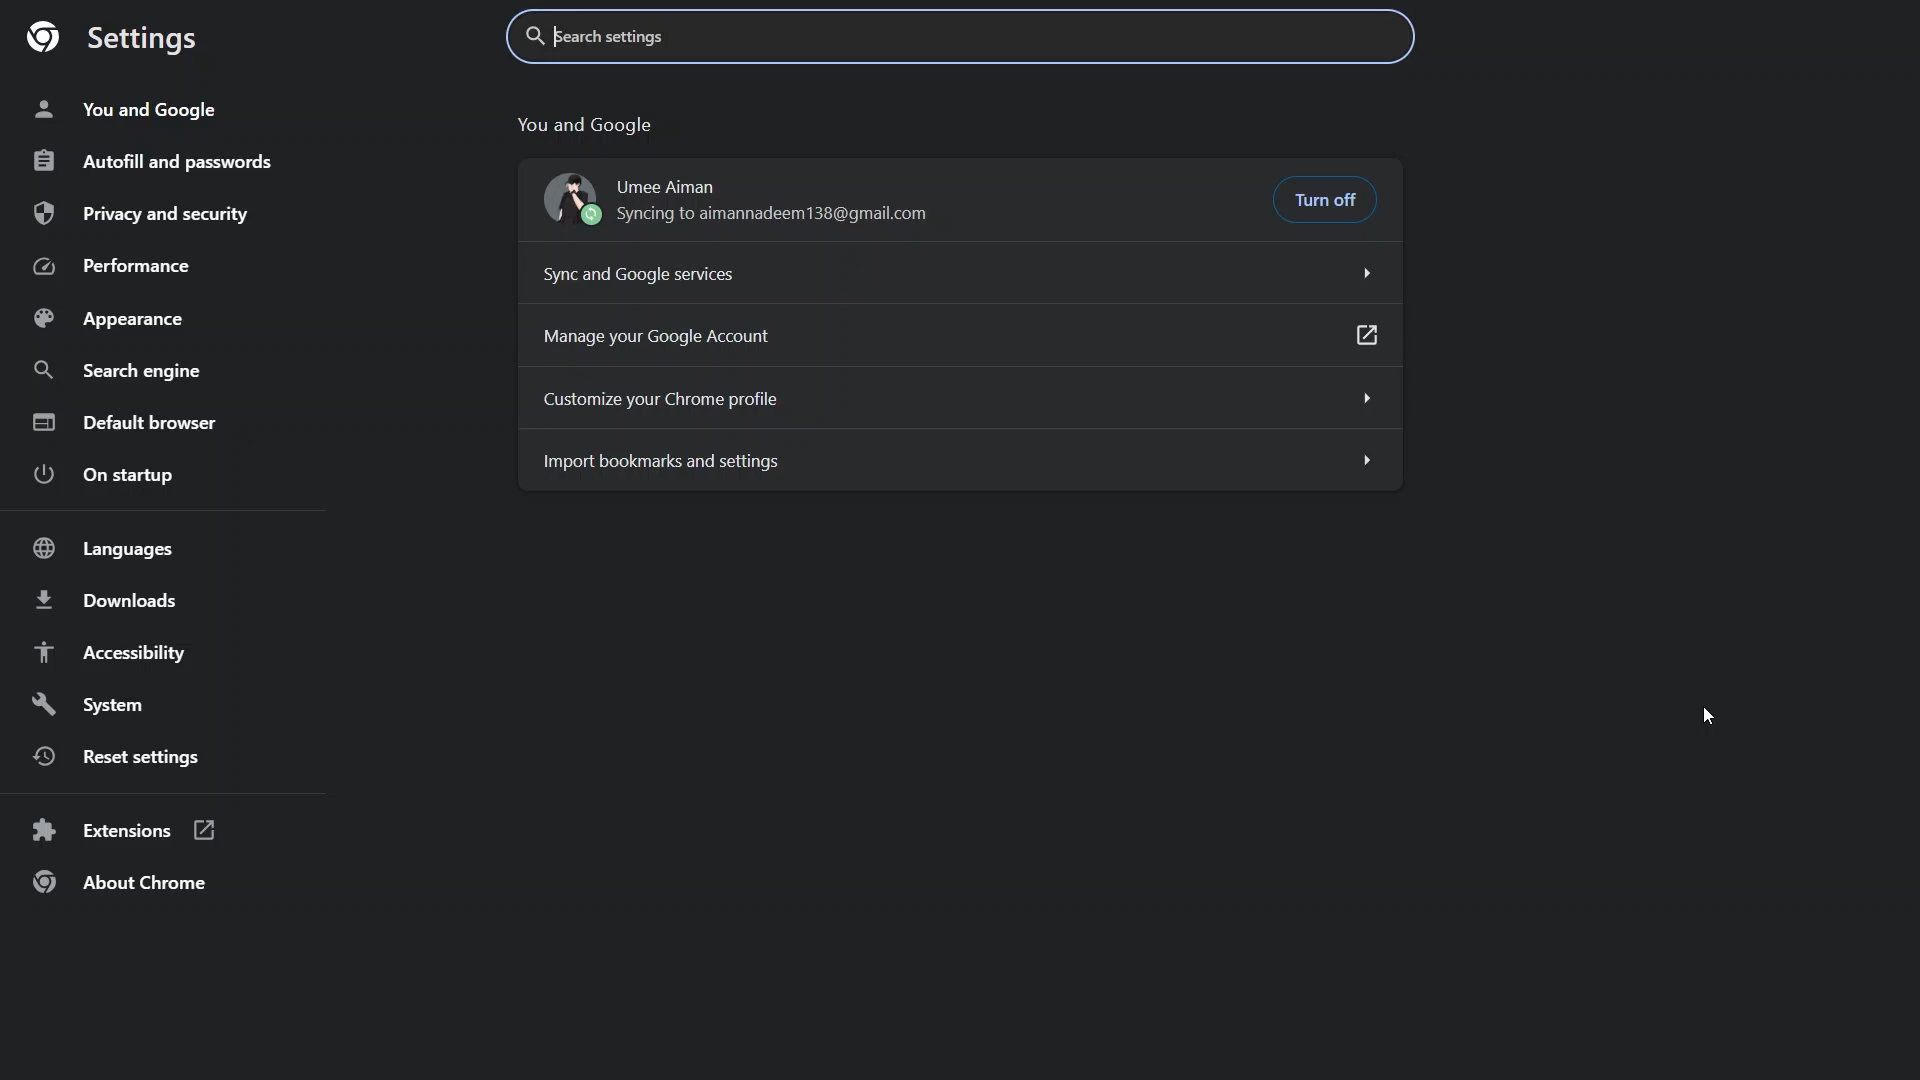 Settings
Search settings
You and Google
Autofill and passwords
Privacy and security
Performance
Appearance
Search engine
Default browser
On startup
Languages
Downloads
Accessibility
System
Reset settings
Extensions
About Chrome
You and Google
Umee Aiman
Syncing to aimannadeem138@gmail.com
Turn off
Sync and Google services
Manage your Google Account
Customize your Chrome profile
Import bookmarks and settings